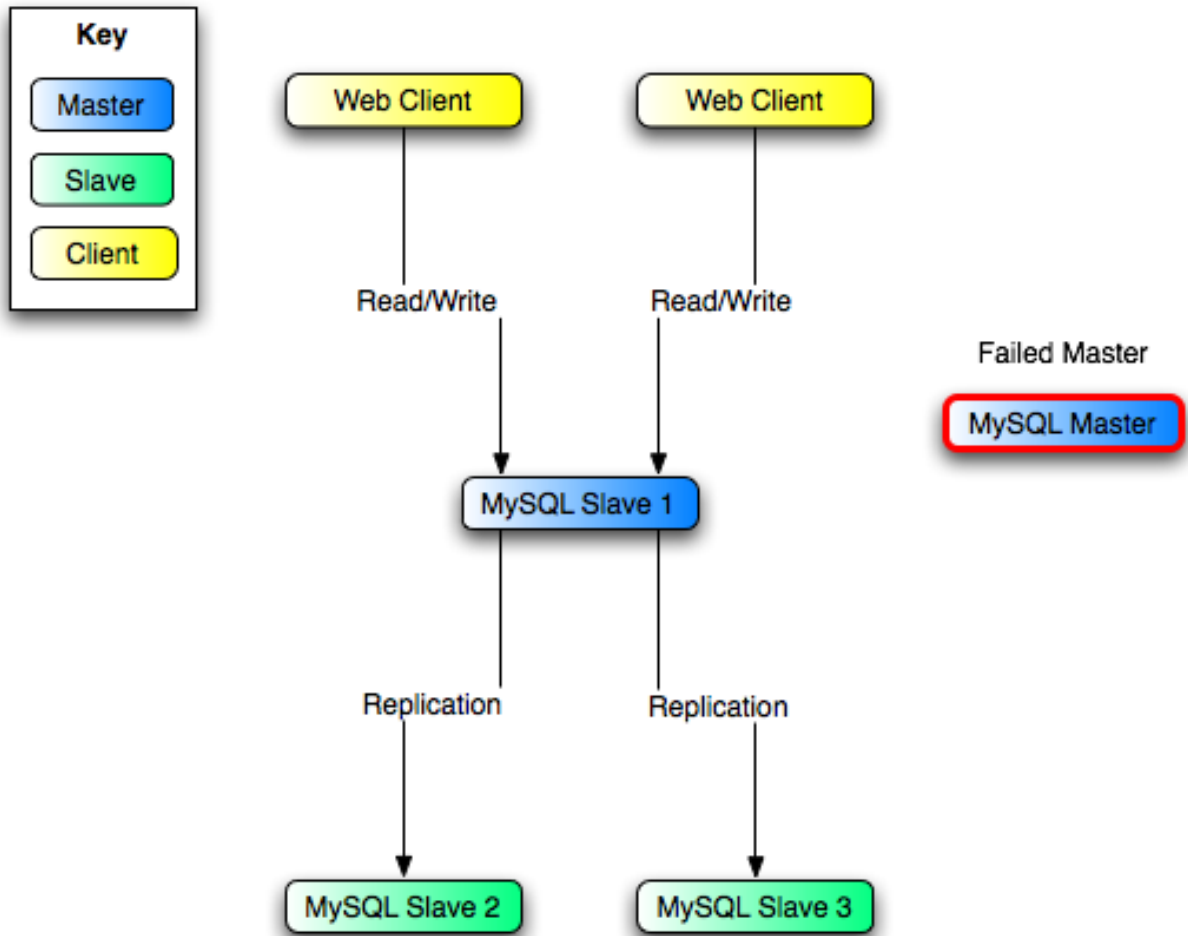 Key
Master
Slave
Client
Web Client
Web Client
Read/Write
Read/Write
Failed Master
MySQL Master
MySQL Slave 1
Replication
Replication
MySQL Slave 2
MySQL Slave 3